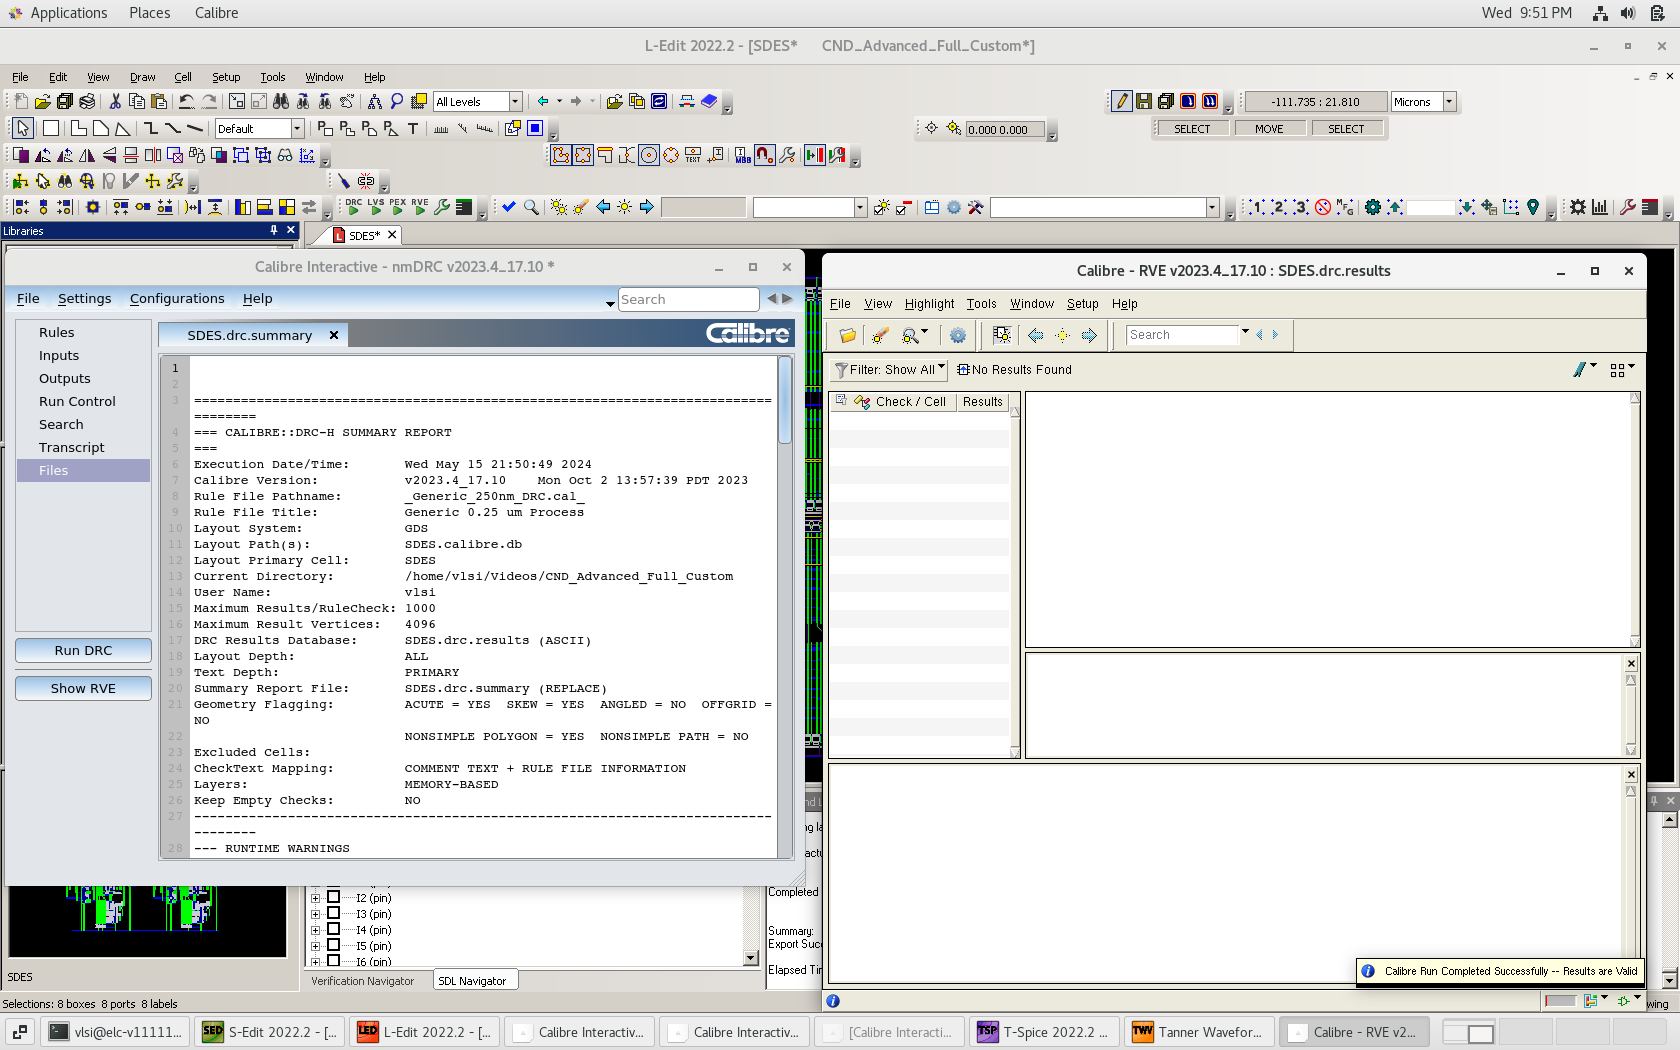 Applications Places Calibre Wed 9:51 PM
L-Edit 2022.2 - [SDES* CND_Advanced_Full_Custom*]
File Edit View Draw Cell Setup Tools Window Help
All Levels -111.735 : 21.810 Microns
Default 0.000 0.000 SELECT MOVE SELECT
TEXT MBB
DRC LVS PEX RVE
Libraries SDES*
Calibre Interactive - nmDRC v2023.4_17.10 *
File Settings Configurations Help Search
Rules
Inputs
Outputs
Run Control
Search
Transcript
Files
Run DRC
Show RVE
SDES.drc.summary Calibre
1
2
3 ==========================================================================
========
4 === CALIBRE::DRC-H SUMMARY REPORT
5 ===
6 Execution Date/Time: Wed May 15 21:50:49 2024
7 Calibre Version: v2023.4_17.10 Mon Oct 2 13:57:39 PDT 2023
8 Rule File Pathname: _Generic_250nm_DRC.cal_
9 Rule File Title: Generic 0.25 um Process
10 Layout System: GDS
11 Layout Path(s): SDES.calibre.db
12 Layout Primary Cell: SDES
13 Current Directory: /home/vlsi/Videos/CND_Advanced_Full_Custom
14 User Name: vlsi
15 Maximum Results/RuleCheck: 1000
16 Maximum Result Vertices: 4096
17 DRC Results Database: SDES.drc.results (ASCII)
18 Layout Depth: ALL
19 Text Depth: PRIMARY
20 Summary Report File: SDES.drc.summary (REPLACE)
21 Geometry Flagging: ACUTE = YES SKEW = YES ANGLED = NO OFFGRID =
NO
22 NONSIMPLE POLYGON = YES NONSIMPLE PATH = NO
23 Excluded Cells:
24 CheckText Mapping: COMMENT TEXT + RULE FILE INFORMATION
25 Layers: MEMORY-BASED
26 Keep Empty Checks: NO
27 --------------------------------------------------------------------------
--------
28 --- RUNTIME WARNINGS
Calibre - RVE v2023.4_17.10 : SDES.drc.results
File View Highlight Tools Window Setup Help
Search
Filter: Show All No Results Found
Check / Cell Results
Calibre Run Completed Successfully -- Results are Valid
I2 (pin)
I3 (pin)
I4 (pin)
I5 (pin)
I6 (pin)
Verification Navigator SDL Navigator
Completed
Summary:
Export Succ
Elapsed Tir
SDES
Selections: 8 boxes 8 ports 8 labels
wing
vlsi@elc-v11111... S-Edit 2022.2 - [... L-Edit 2022.2 - [... Calibre Interactiv... Calibre Interactiv... [Calibre Interacti... T-Spice 2022.2 ... Tanner Wavefor... Calibre - RVE v2...